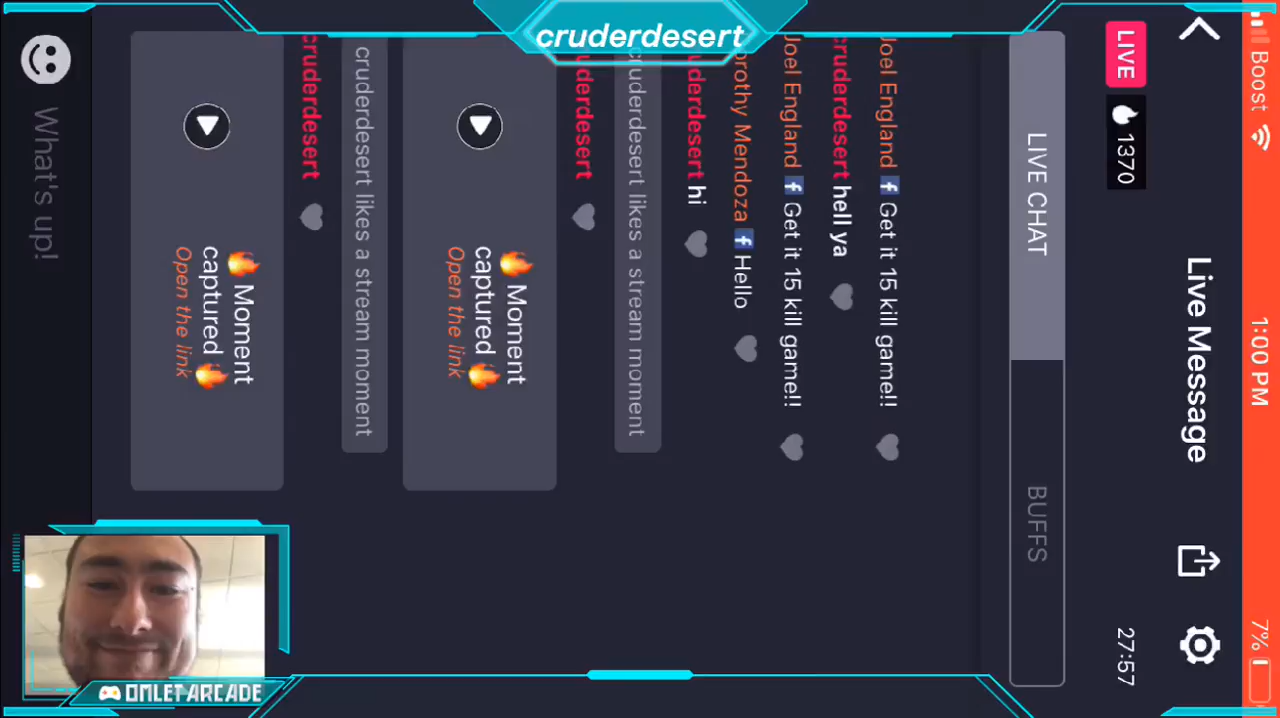 cruderdesert
Boost
1:00 PM
7%
Live Message
LIVE
1370
27:57
LIVE CHAT
BUFFS
Joel England Get it 15 kill game!!
cruderdesert hell ya
Joel England Get it 15 kill game!!
orothy Mendoza Hello
uderdesert hi
cruderdesert likes a stream moment
cruderdesert
🔥 Moment
captured 🔥
Open the link
cruderdesert likes a stream moment
cruderdesert
🔥 Moment
captured 🔥
Open the link
What's up!
OMLET ARCADE